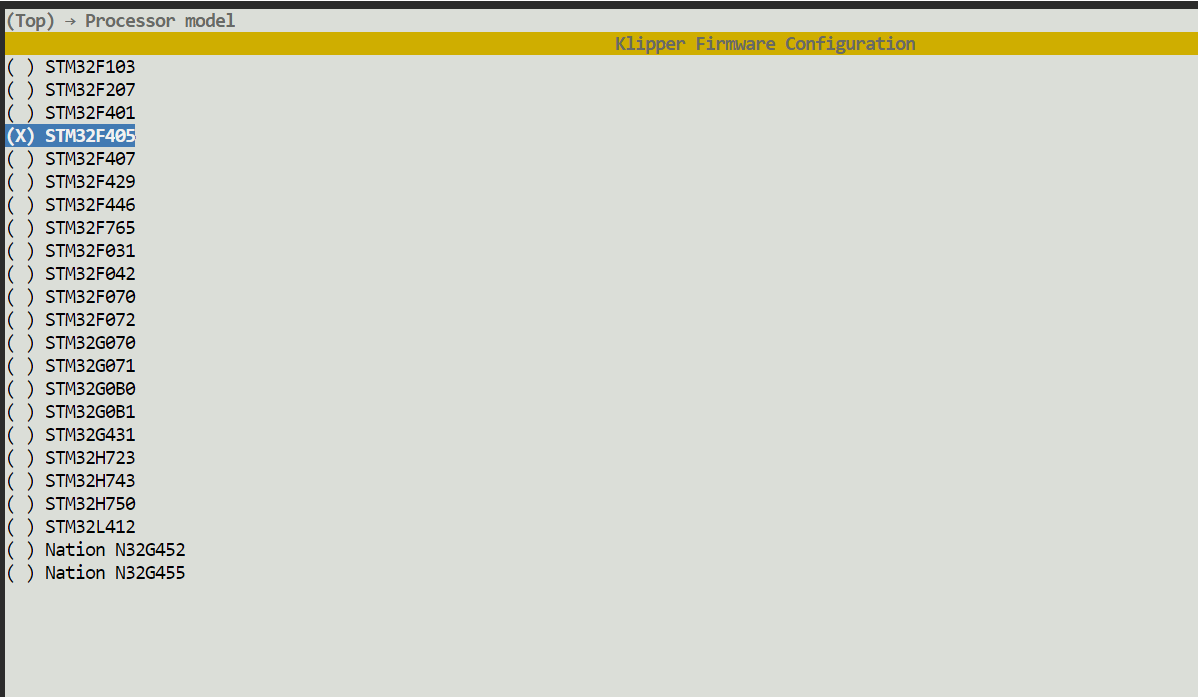 (Top) → Processor model
Klipper Firmware Configuration
( ) STM32F103
( ) STM32F207
( ) STM32F401
(X) STM32F405
( ) STM32F407
( ) STM32F429
( ) STM32F446
( ) STM32F765
( ) STM32F031
( ) STM32F042
( ) STM32F070
( ) STM32F072
( ) STM32G070
( ) STM32G071
( ) STM32G0B0
( ) STM32G0B1
( ) STM32G431
( ) STM32H723
( ) STM32H743
( ) STM32H750
( ) STM32L412
( ) Nation N32G452
( ) Nation N32G455